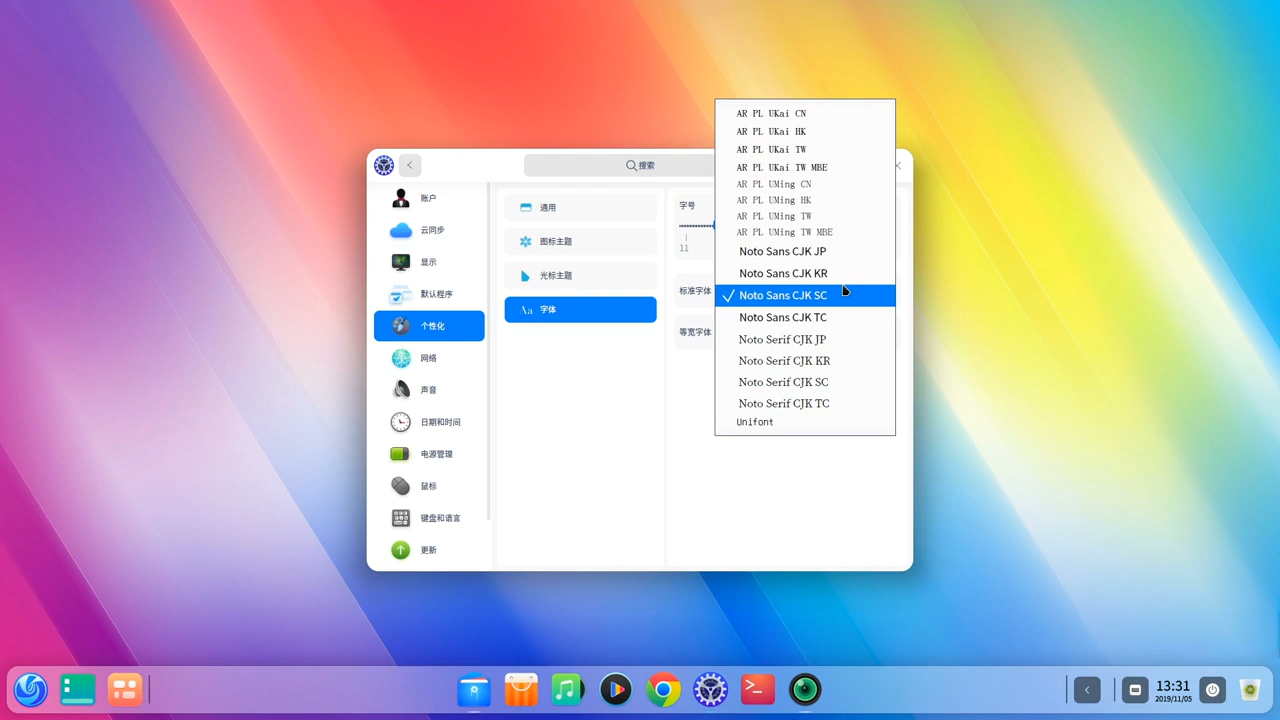 搜索
账户
云同步
显示
默认程序
个性化
网络
声音
日期和时间
电源管理
鼠标
键盘和语言
更新
通用
图标主题
光标主题
Aa 字体
字号
11
标准字体
等宽字体
AR PL UKai CN
AR PL UKai HK
AR PL UKai TW
AR PL UKai TW MBE
AR PL UMing CN
AR PL UMing HK
AR PL UMing TW
AR PL UMing TW MBE
Noto Sans CJK JP
Noto Sans CJK KR
Noto Sans CJK SC
Noto Sans CJK TC
Noto Serif CJK JP
Noto Serif CJK KR
Noto Serif CJK SC
Noto Serif CJK TC
Unifont
13:31
2019/11/05